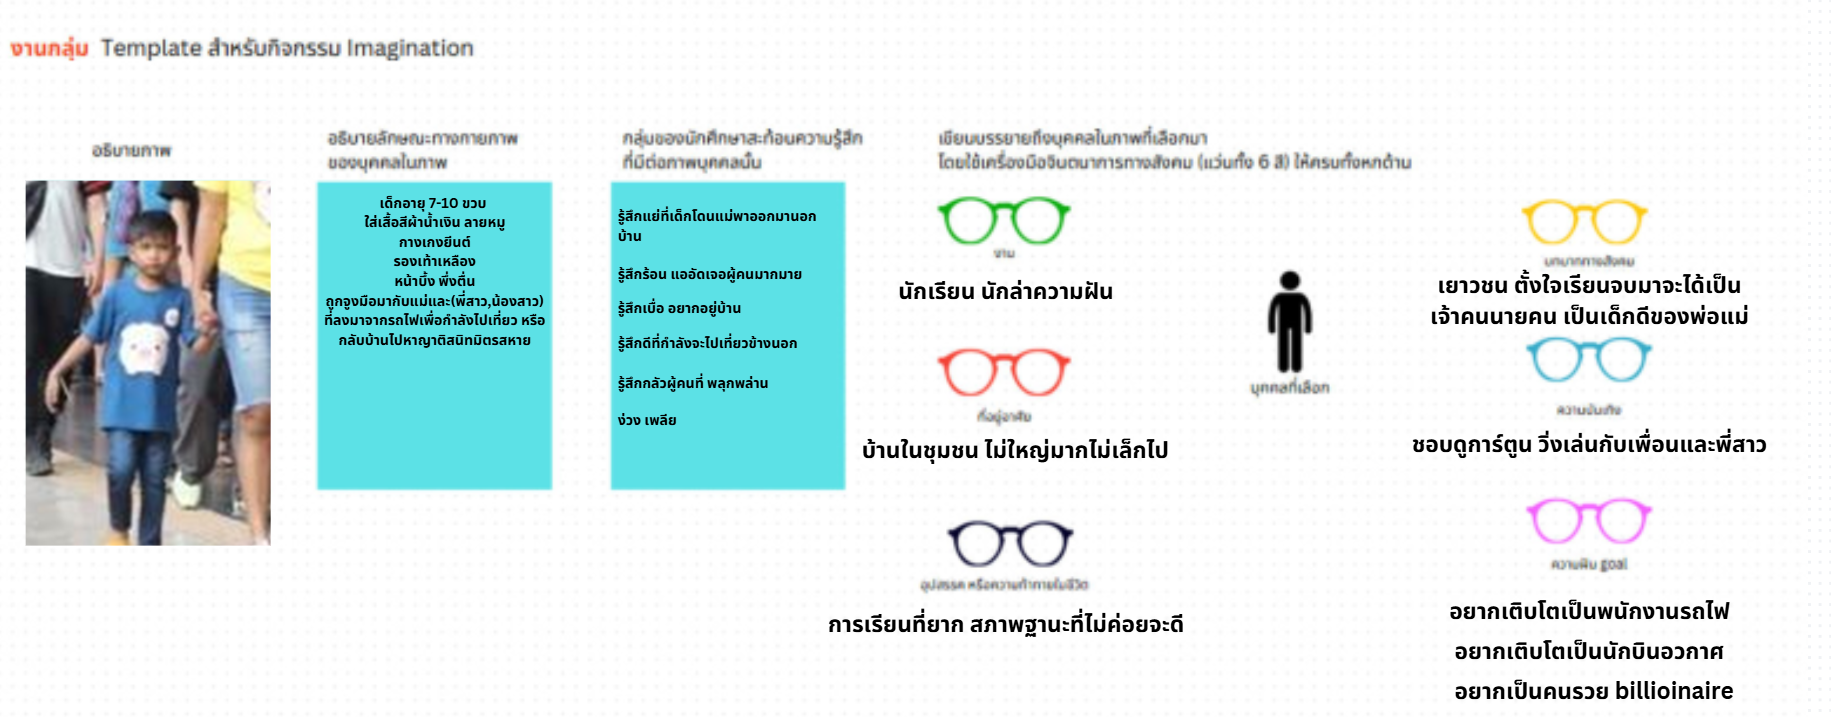 งานกลุ่ม Template สำหรับกิจกรรม Imagination
อธิบายภาพ
อธิบายลักษณะทางกายภาพ
ของบุคคลในภาพ
เด็กอายุ 7-10 ขวบ
ใส่เสื้อสีผ้าน้ำเงิน ลายหมู
กางเกงยีนต์
รองเท้าเหลือง
หน้านิ้ง พึ่งตื่น
ถูกจูงมือมากับแม่และ(พี่สาว,น้องสาว)
ที่ลงมาจากรถไฟเพื่อกำลังไปเที่ยว หรือ
กลับบ้านไปหาญาติสนิทมิตรสหาย
กลุ่มของนักศึกษาสะท้อนความรู้สึก
ที่มีต่อภาพบุคคลนั้น
รู้สึกแย่ที่เด็กโดนแม่พาออกมานอก
บ้าน
รู้สึกร้อน แออัดเจอผู้คนมากมาย
รู้สึกเบื่อ อยากอยู่บ้าน
รู้สึกดีที่กำลังจะไปเที่ยวข้างนอก
รู้สึกกลัวผู้คนที่ พลุกพล่าน
ง่วง เพลีย
เขียนบรรยายถึงบุคคลในภาพที่เลือกมา
โดยใช้เครื่องมือจินตนาการทางสังคม (แว่นทั้ง 6 สี) ให้ครบทั้งหกด้าน
งาน
นักเรียน นักล่าความฝัน
ที่อยู่อาศัย
บ้านในชุมชน ไม่ใหญ่มากไม่เล็กไป
อุปสรรค หรือความท้าทายในชีวิต
การเรียนที่ยาก สภาพฐานะที่ไม่ค่อยจะดี
บุคคลที่เลือก
บทบาททางสังคม
เยาวชน ตั้งใจเรียนจบมาจะได้เป็น
เจ้าคนนายคน เป็นเด็กดีของพ่อแม่
ความบันเทิง
ชอบดูการ์ตูน วิ่งเล่นกับเพื่อนและพี่สาว
ความฝัน goal
อยากเติบโตเป็นพนักงานรถไฟ
อยากเติบโตเป็นนักบินอวกาศ
อยากเป็นคนรวย billioinaire